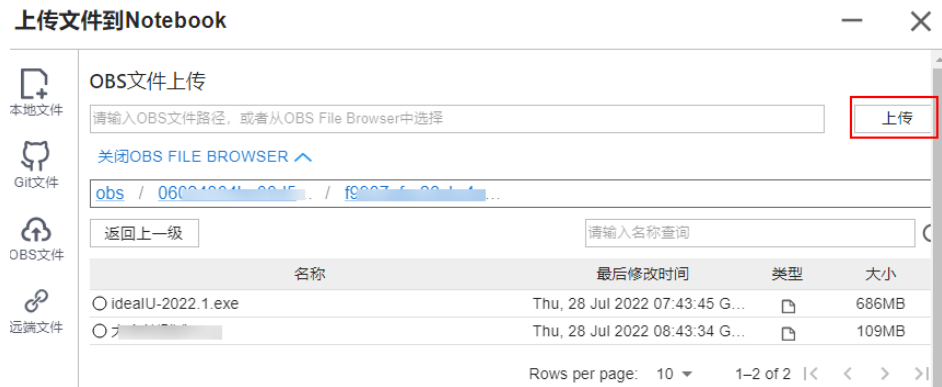 上传文件到Notebook
本地文件
Git文件
OBS文件
远端文件
OBS文件上传
请输入OBS文件路径，或者从OBS File Browser中选择
上传
关闭OBS FILE BROWSER
obs / / ...
返回上一级
请输入名称查询
名称 最后修改时间 类型 大小
idealU-2022.1.exe Thu, 28 Jul 2022 07:43:45 G... 686MB
Thu, 28 Jul 2022 08:43:34 G... 109MB
Rows per page: 10 1–2 of 2